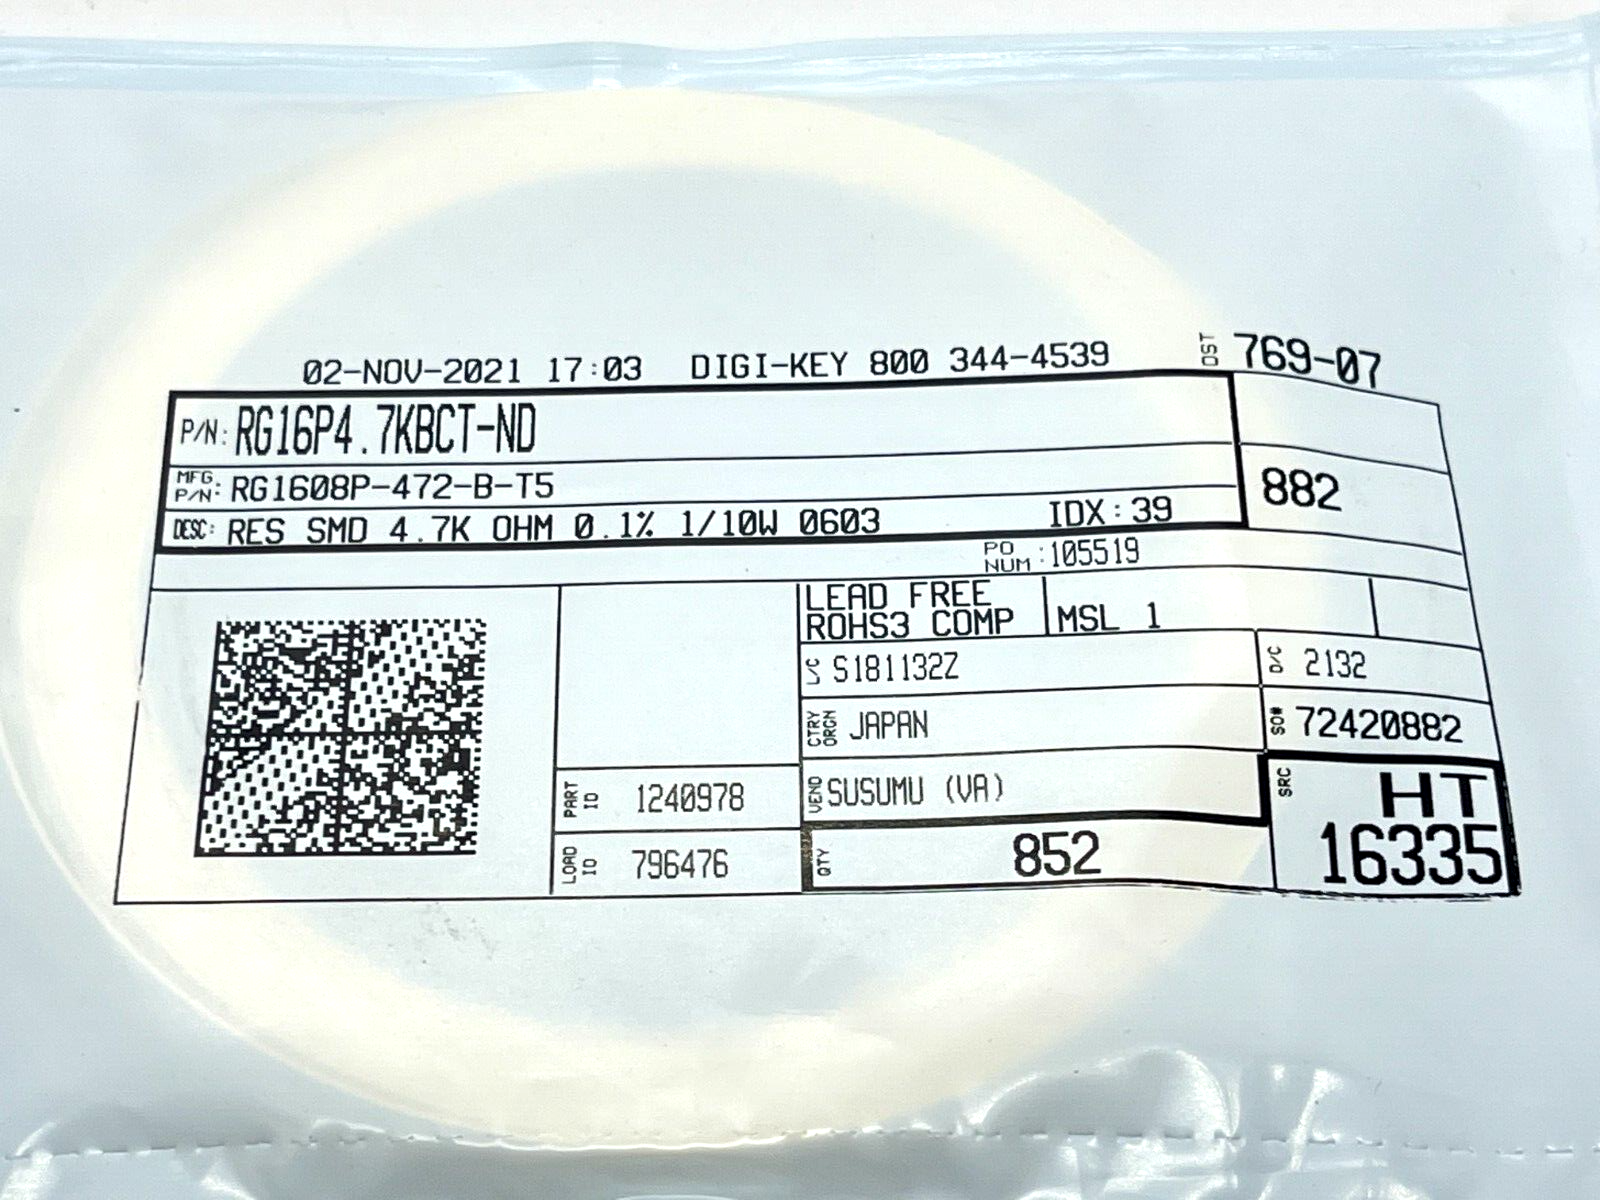 02-NOV-2021 17:03 DIGI-KEY 800 344-4539 DST 769-07
P/N: RG16P4.7KBCT-ND
MFG P/N: RG1608P-472-B-T5
882
DESC: RES SMD 4.7K OHM 0.1% 1/10W 0603 IDX:39
PO NUM:105519
LEAD FREE
ROHS3 COMP
MSL 1
L/C S181132Z
D/C 2132
CTRY ORGN JAPAN
SO# 72420882
PART ID 1240978
VEND SUSUMU (VA)
SRC HT
16335
LOAD ID 796476
QTY 852